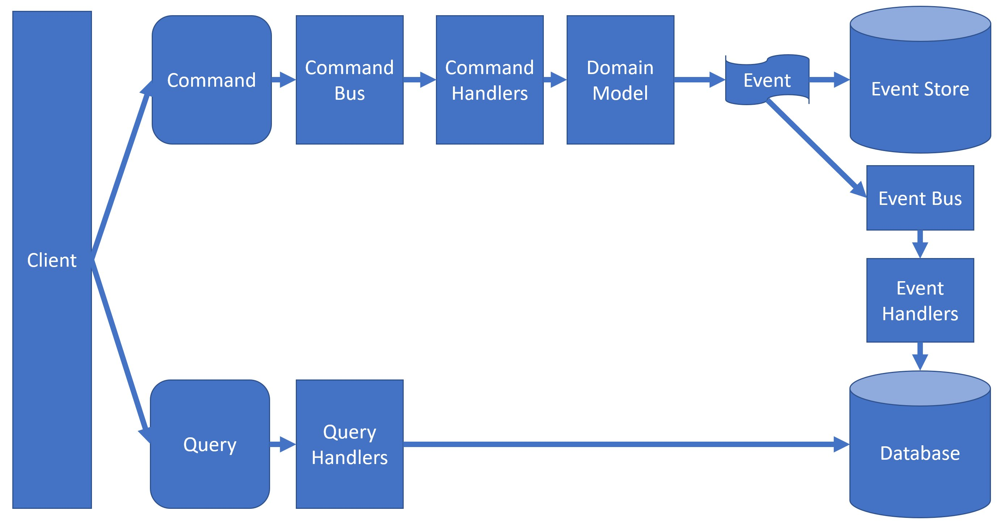 Client
Command
Command
Bus
Command
Handlers
Domain
Model
Event
Event Store
Event Bus
Event
Handlers
Query
Query
Handlers
Database